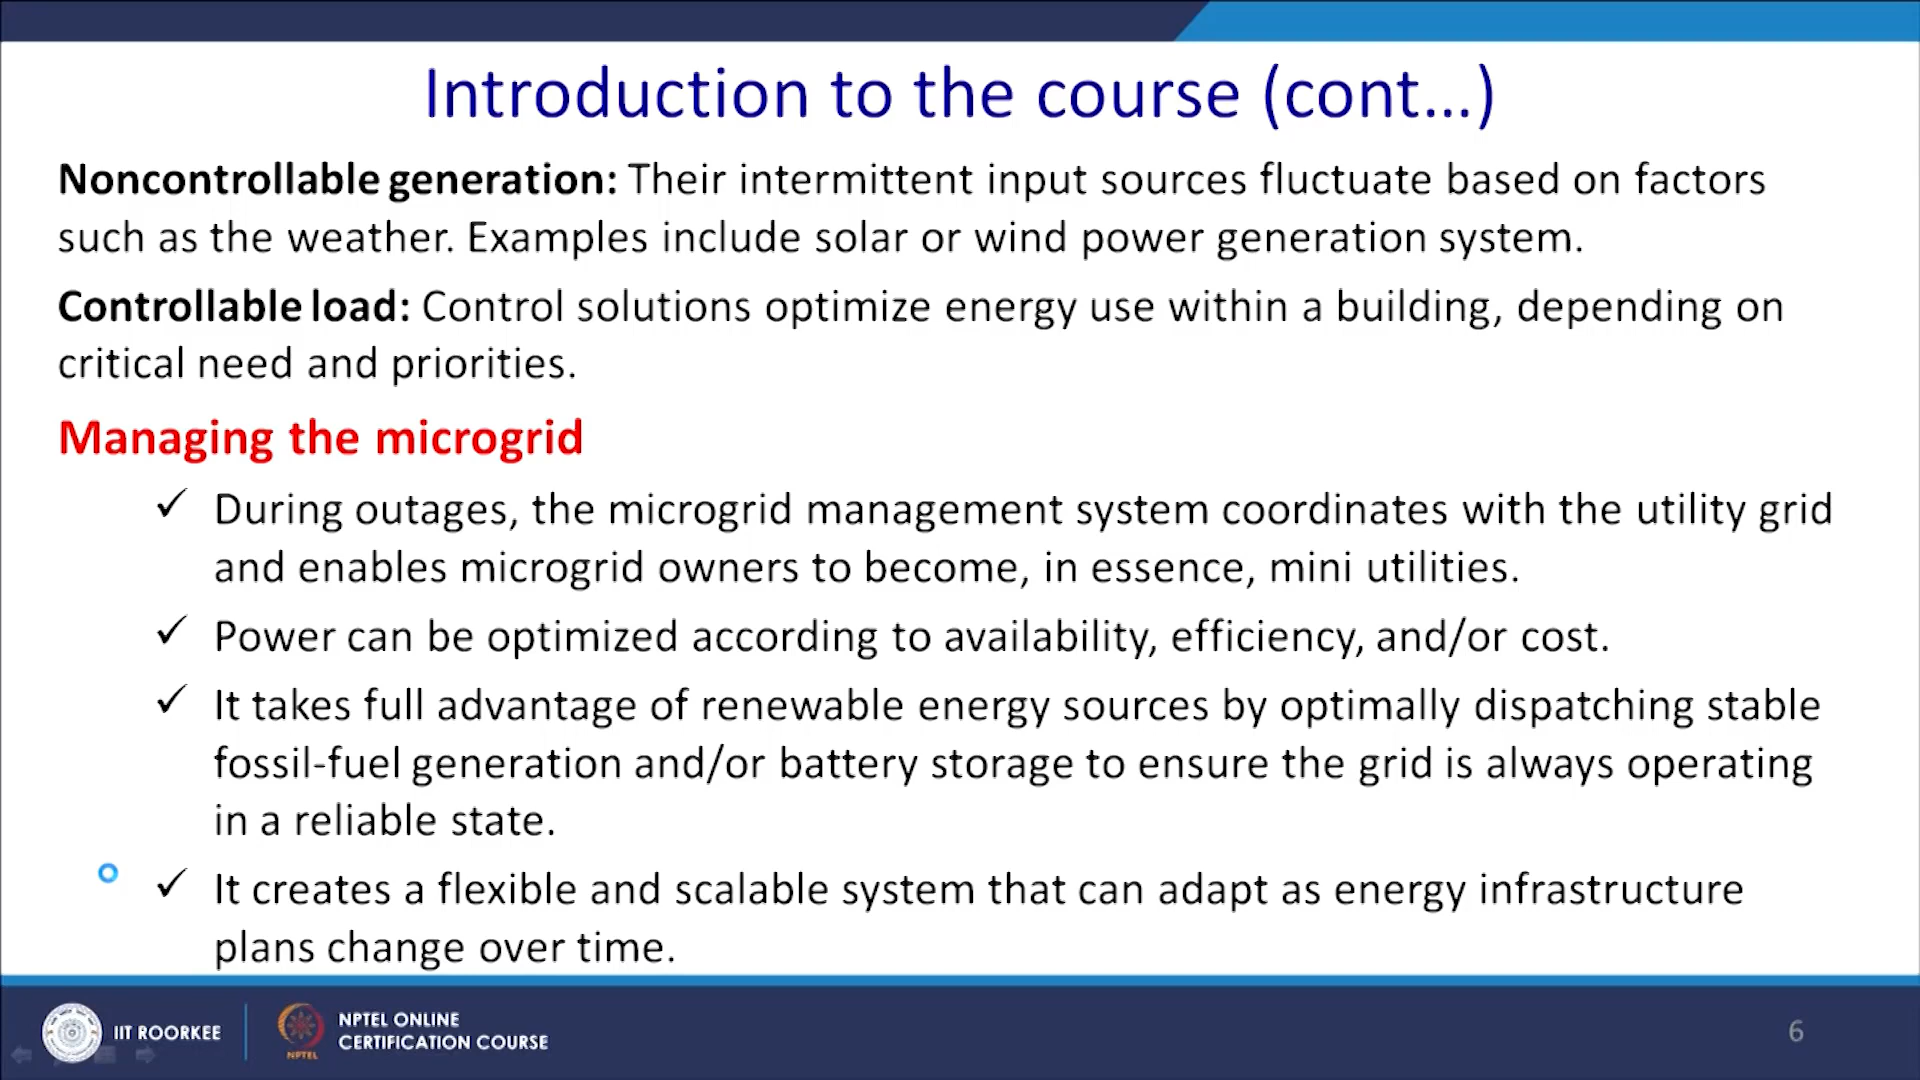 Introduction to the course (cont...)
Noncontrollable generation: Their intermittent input sources fluctuate based on factors
such as the weather. Examples include solar or wind power generation system.
Controllable load: Control solutions optimize energy use within a building, depending on
critical need and priorities.
Managing the microgrid
✓ During outages, the microgrid management system coordinates with the utility grid
and enables microgrid owners to become, in essence, mini utilities.
✓ Power can be optimized according to availability, efficiency, and/or cost.
✓ It takes full advantage of renewable energy sources by optimally dispatching stable
fossil-fuel generation and/or battery storage to ensure the grid is always operating
in a reliable state.
✓ It creates a flexible and scalable system that can adapt as energy infrastructure
plans change over time.
IIT ROORKEE
NPTEL
NPTEL ONLINE
CERTIFICATION COURSE
6